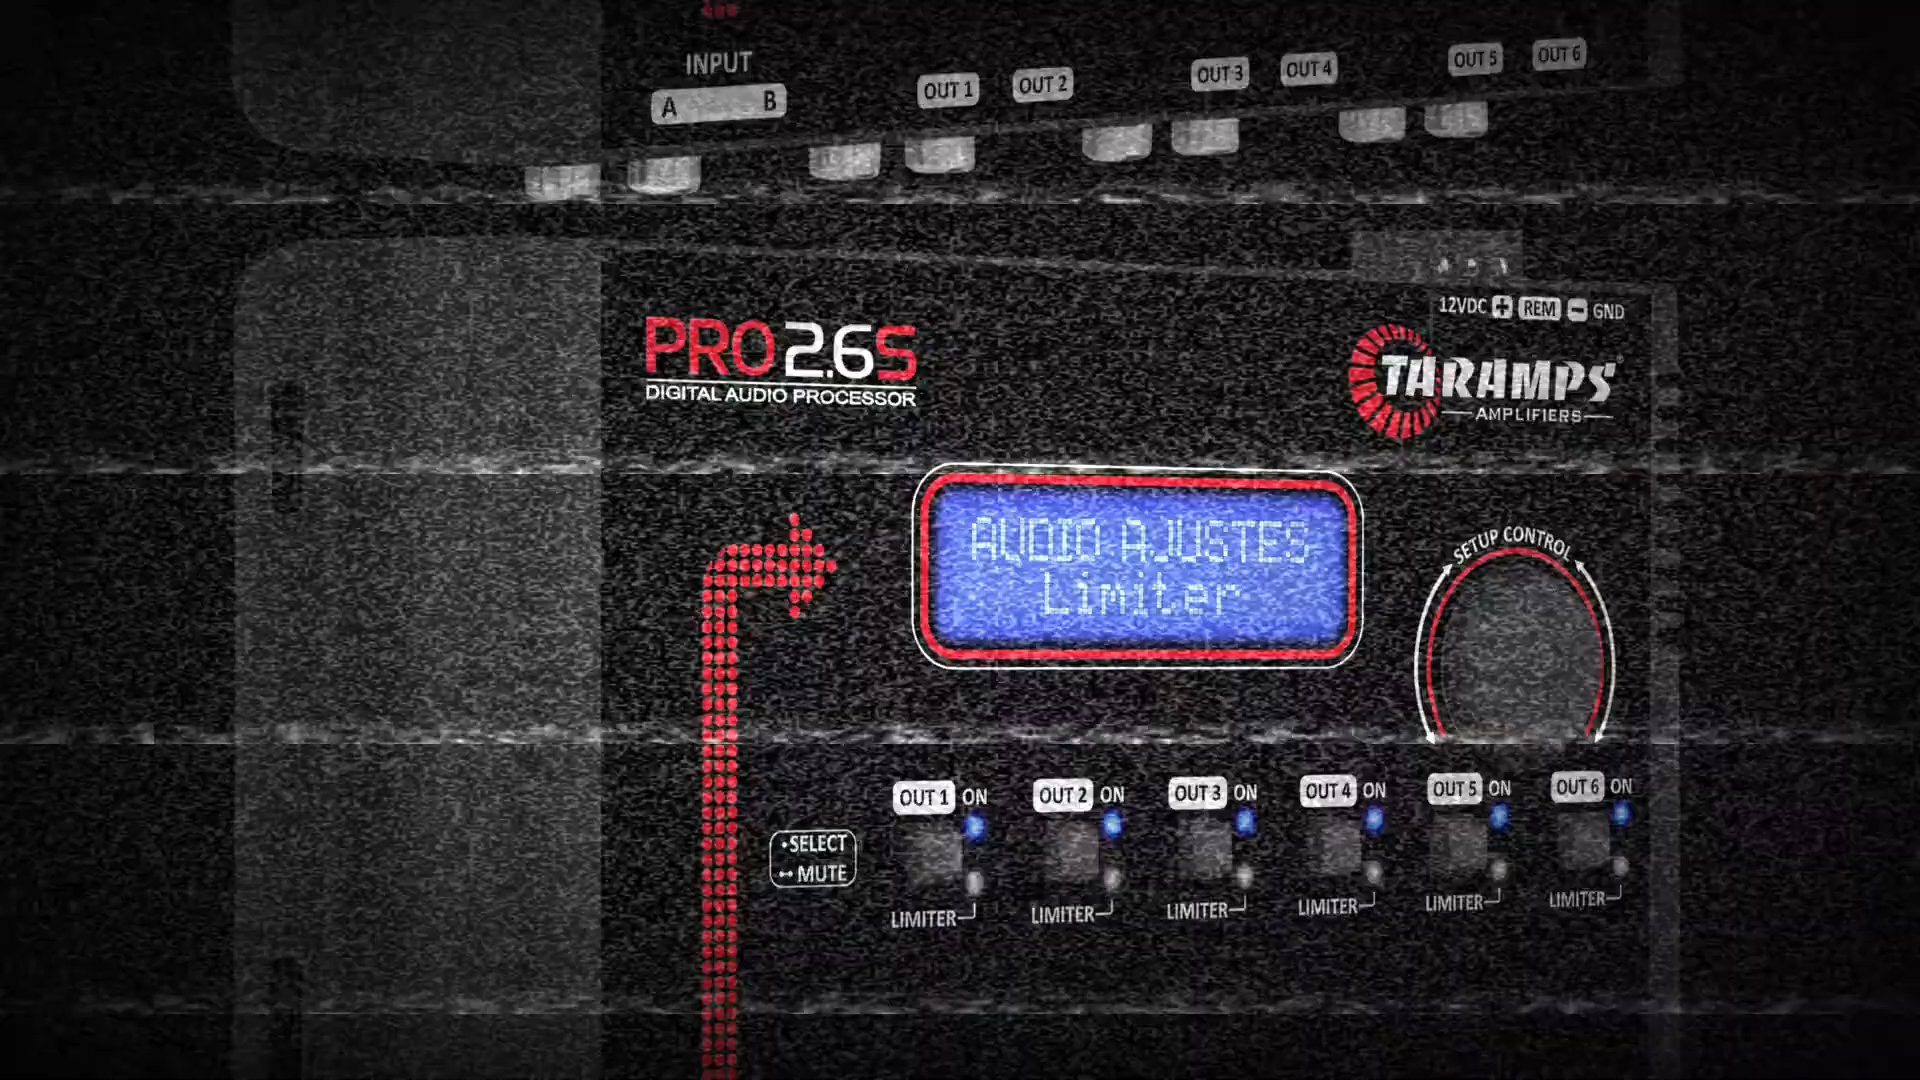 INPUT
A B
OUT 1 OUT 2 OUT 3 OUT 4 OUT 5 OUT 6
12VDC + REM - GND
PRO 2.6S
DIGITAL AUDIO PROCESSOR
TARAMPS®
AMPLIFIERS
AUDIO AJUSTES
Limiter
SETUP CONTROL
OUT 1 ON OUT 2 ON OUT 3 ON OUT 4 ON OUT 5 ON OUT 6 ON
SELECT
MUTE
LIMITER LIMITER LIMITER LIMITER LIMITER LIMITER